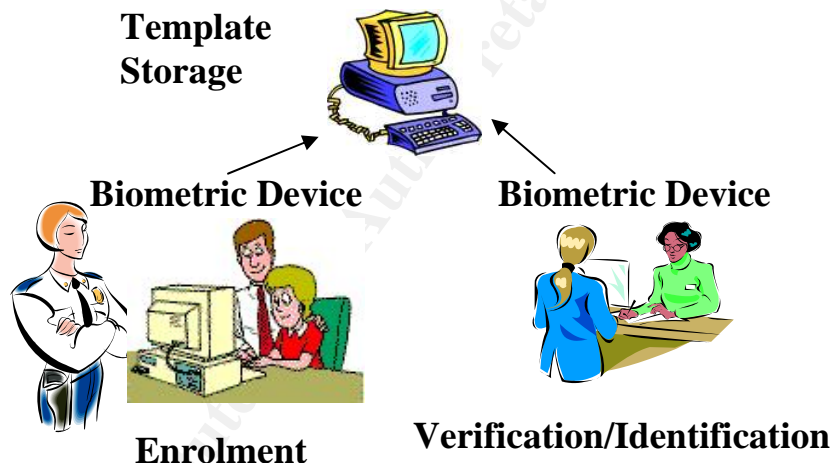 Template
Storage
Biometric Device
Biometric Device
Enrolment
Verification/Identification